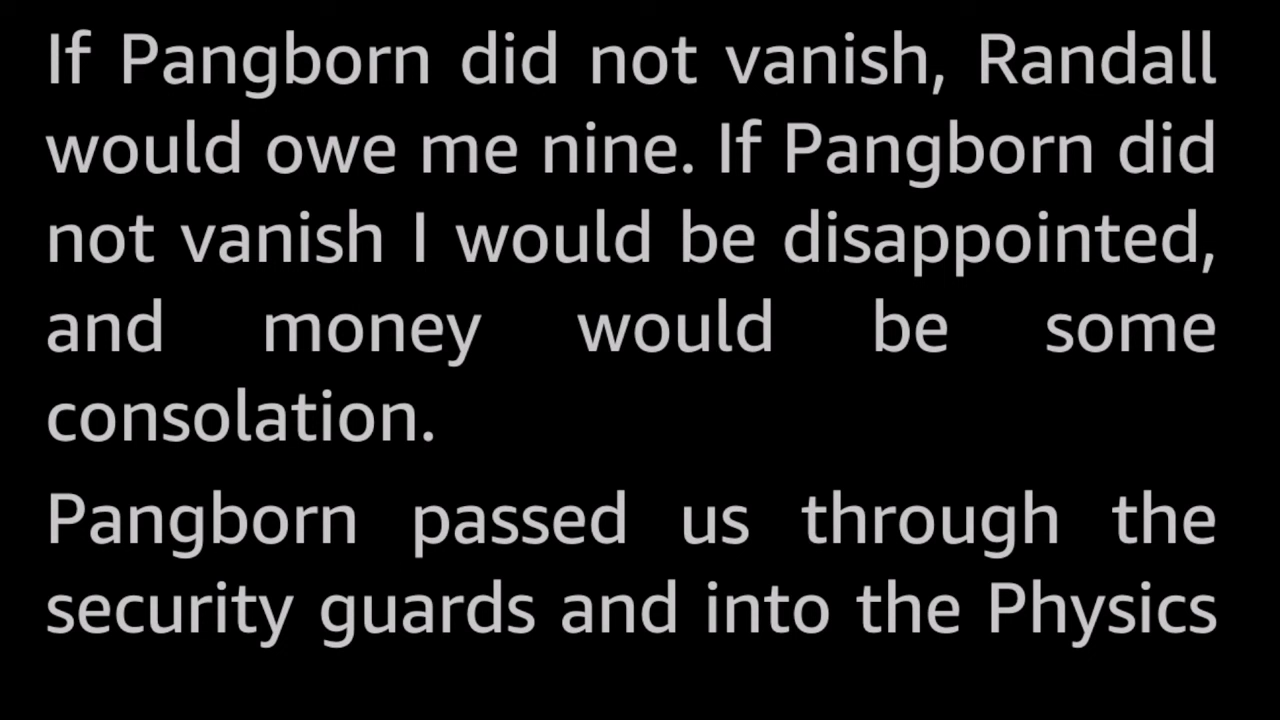 If Pangborn did not vanish, Randall
would owe me nine. If Pangborn did
not vanish I would be disappointed,
and money would be some
consolation.
Pangborn passed us through the
security guards and into the Physics